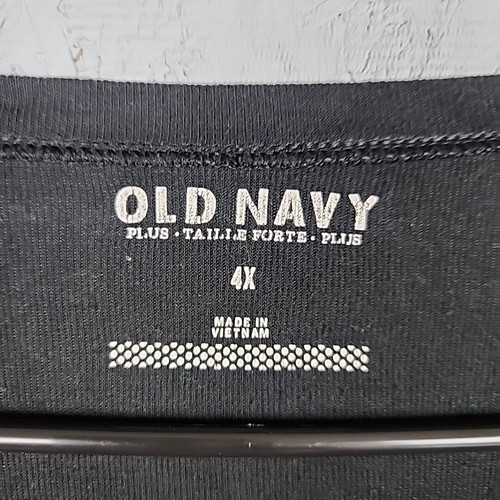 OLD NAVY
PLUS · TAILLE FORTE · PLUS
4X
MADE IN
VIETNAM